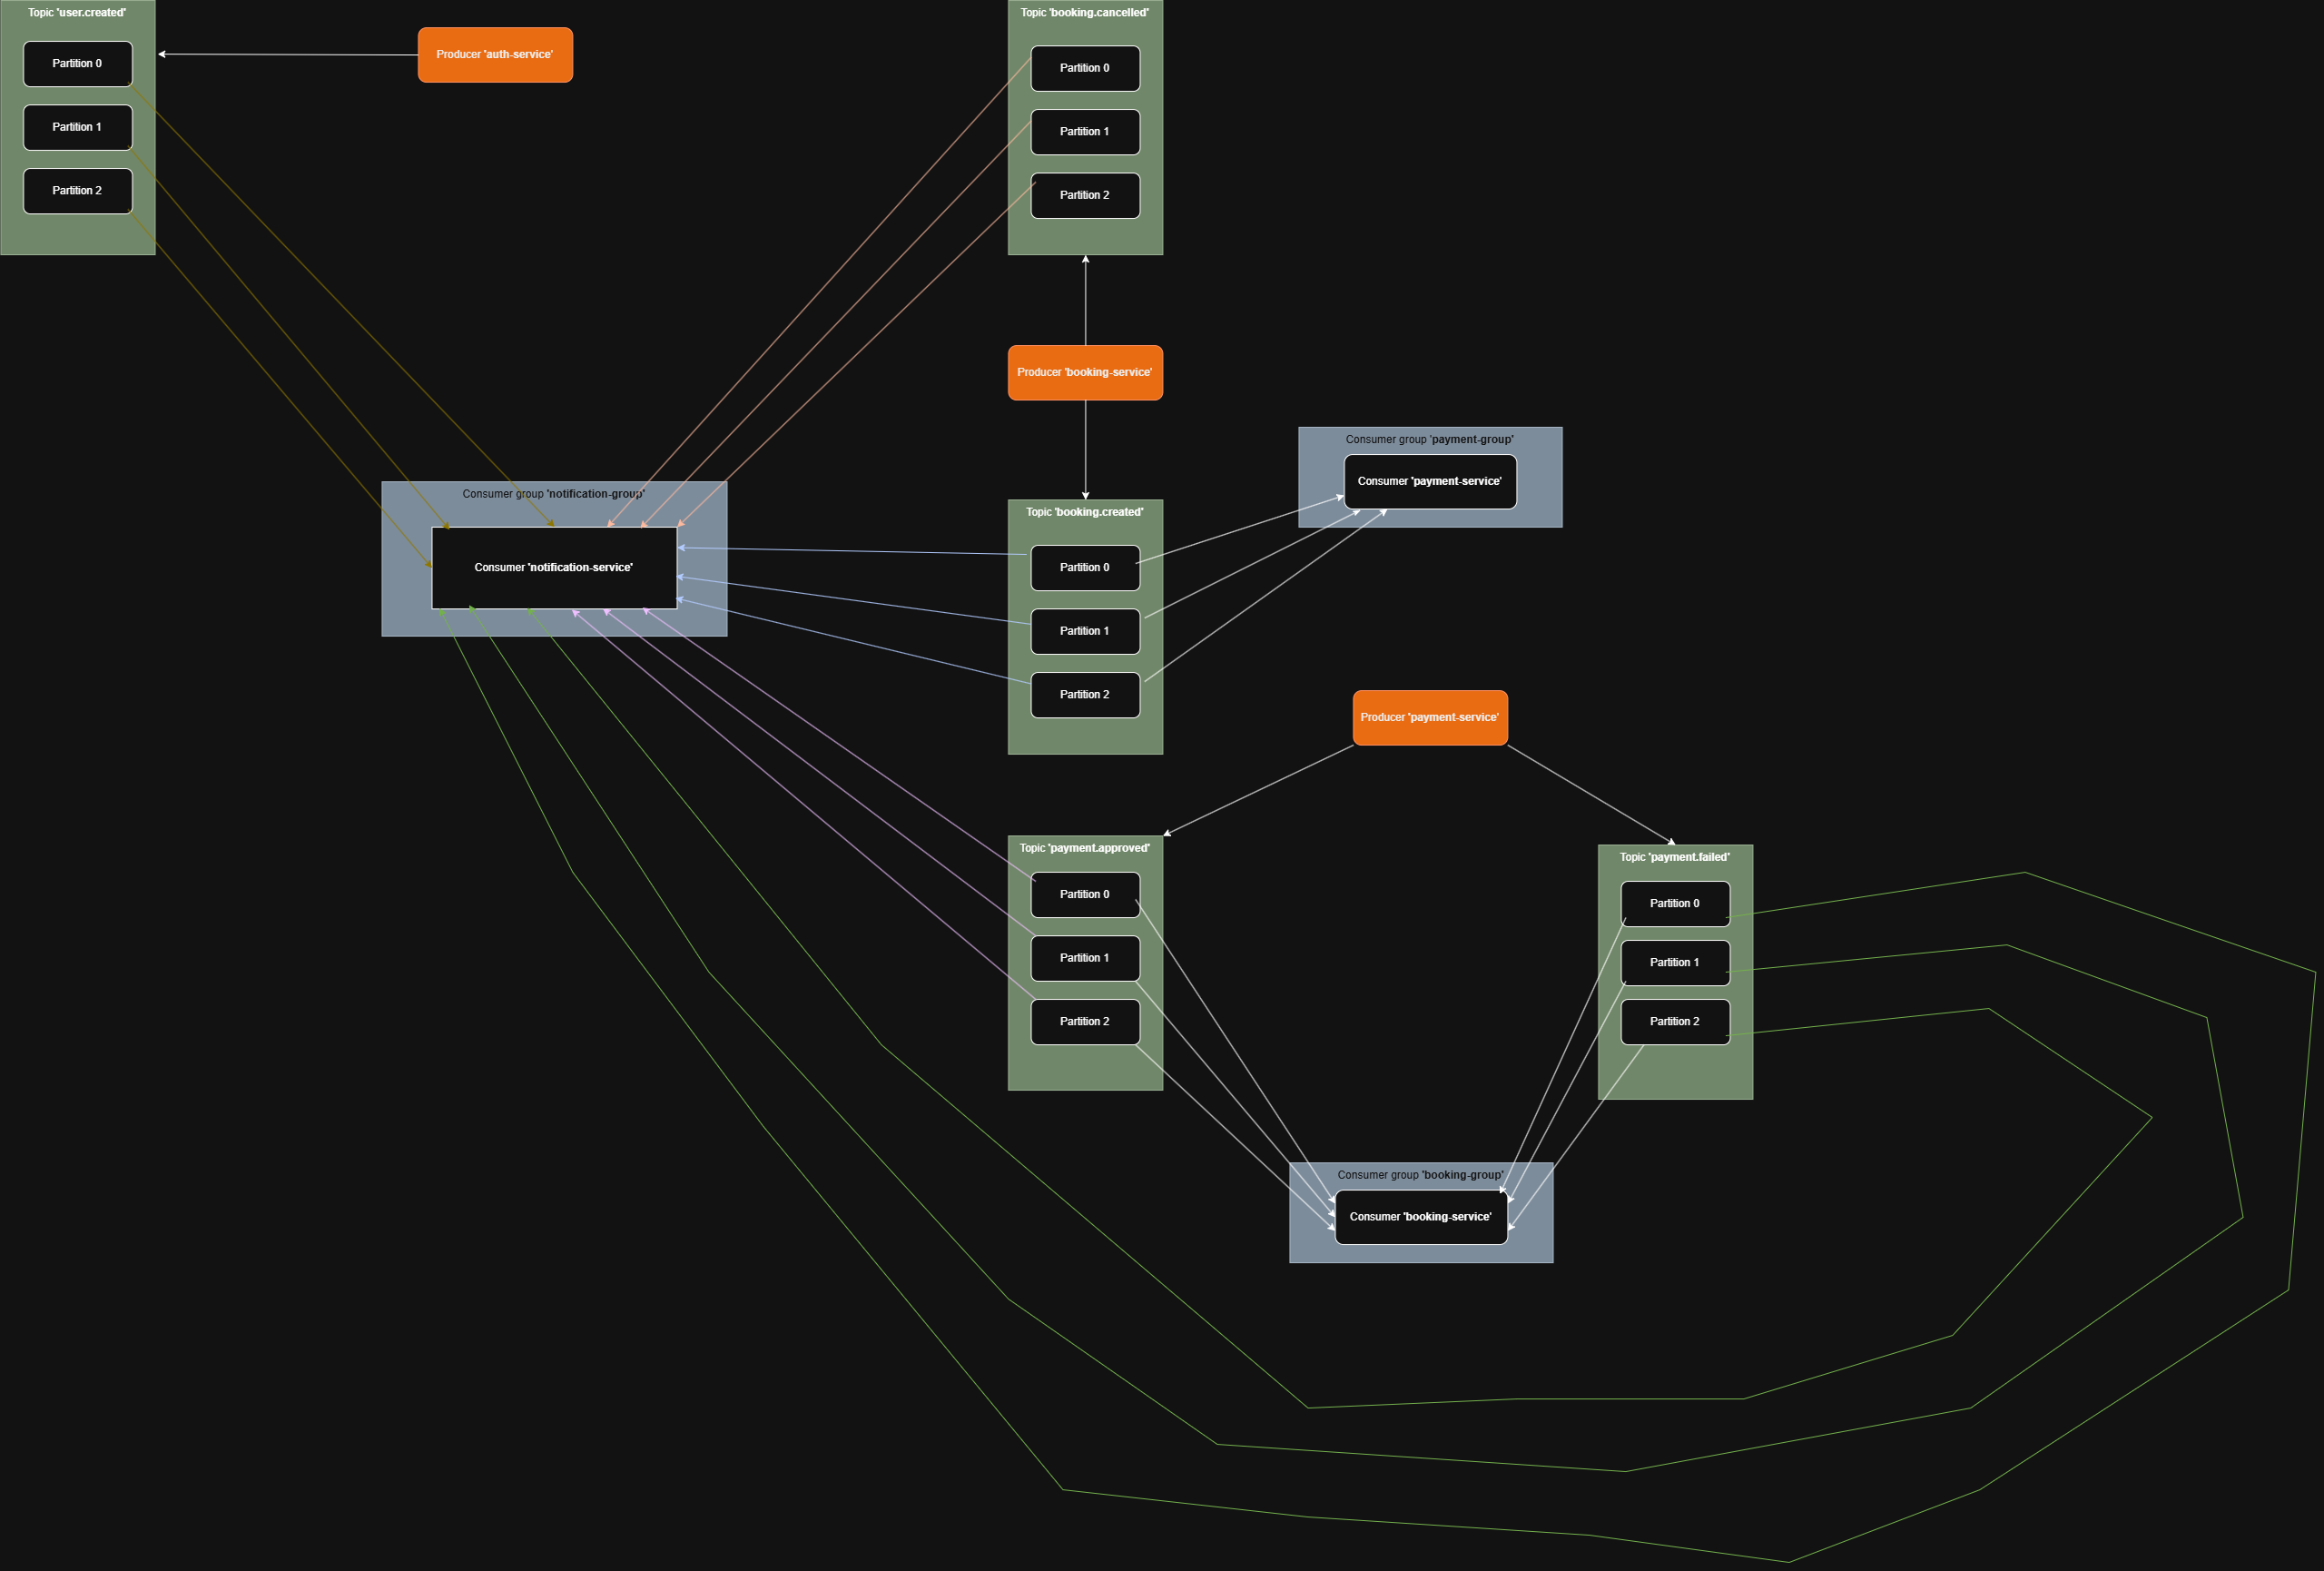 Topic 'user.created'
Partition 0
Partition 1
Partition 2
Producer 'auth-service'
Topic 'booking.cancelled'
Partition 0
Partition 1
Partition 2
Producer 'booking-service'
Consumer group 'payment-group'
Consumer 'payment-service'
Consumer group 'notification-group'
Consumer 'notification-service'
Topic 'booking.created'
Partition 0
Partition 1
Partition 2
Producer 'payment-service'
Topic 'payment.approved'
Partition 0
Partition 1
Partition 2
Topic 'payment.failed'
Partition 0
Partition 1
Partition 2
Consumer group 'booking-group'
Consumer 'booking-service'